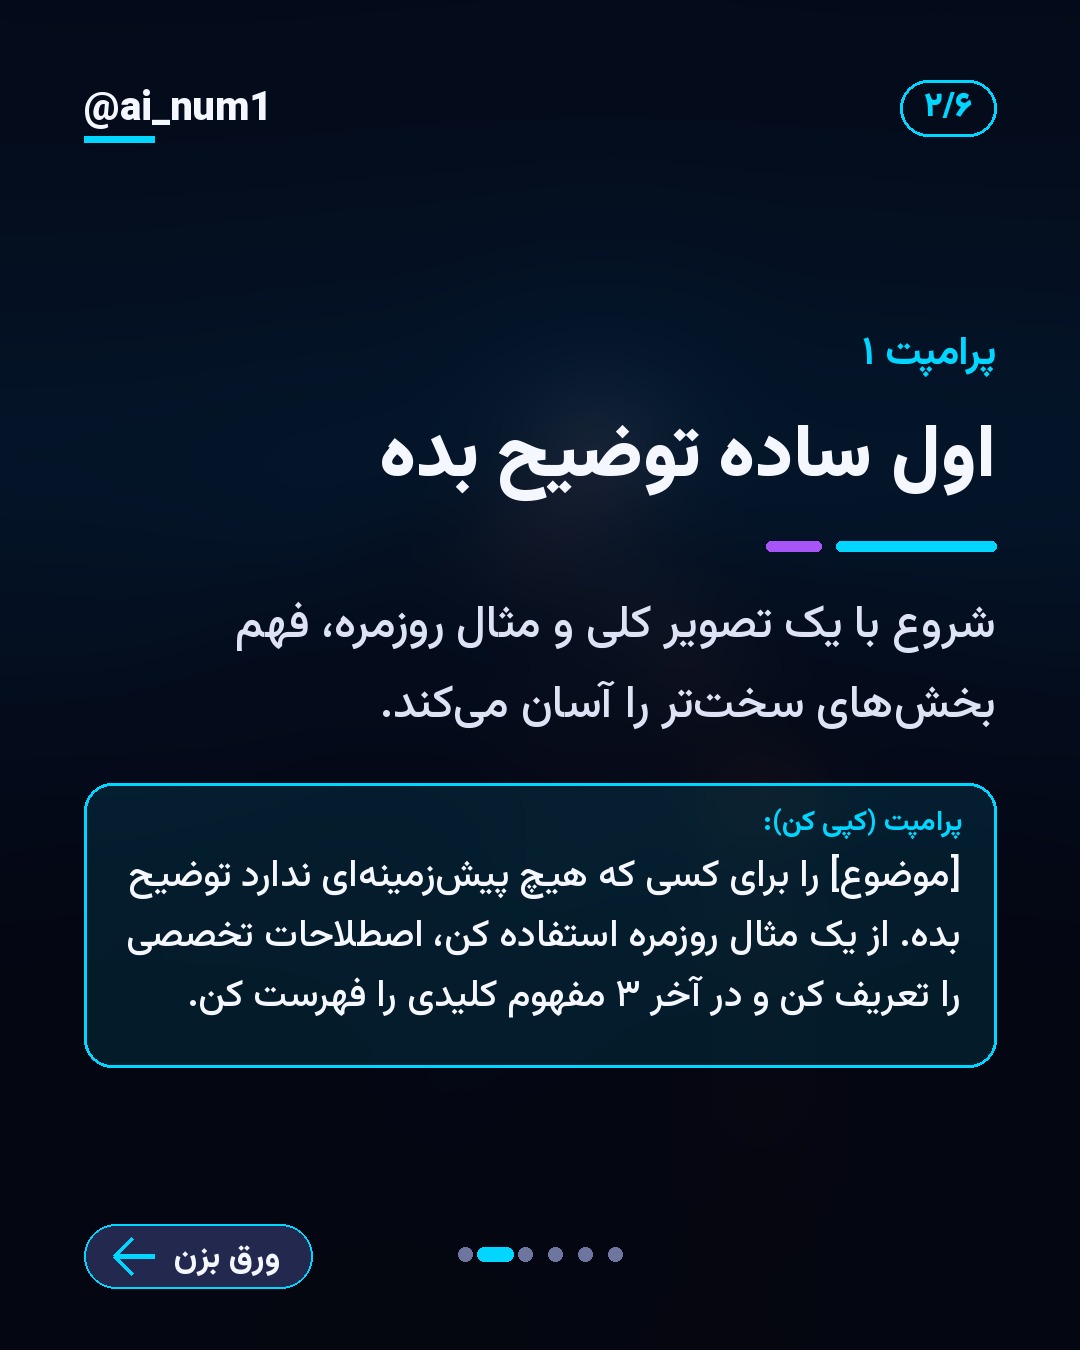 @ai_num1
۲/۶
پرامپت ۱
اول ساده توضیح بده
شروع با یک تصویر کلی و مثال روزمره، فهم
بخش‌های سخت‌تر را آسان می‌کند.
پرامپت (کپی کن):
[موضوع] را برای کسی که هیچ پیش‌زمینه‌ای ندارد توضیح
بده. از یک مثال روزمره استفاده کن، اصطلاحات تخصصی
را تعریف کن و در آخر ۳ مفهوم کلیدی را فهرست کن.
ورق بزن